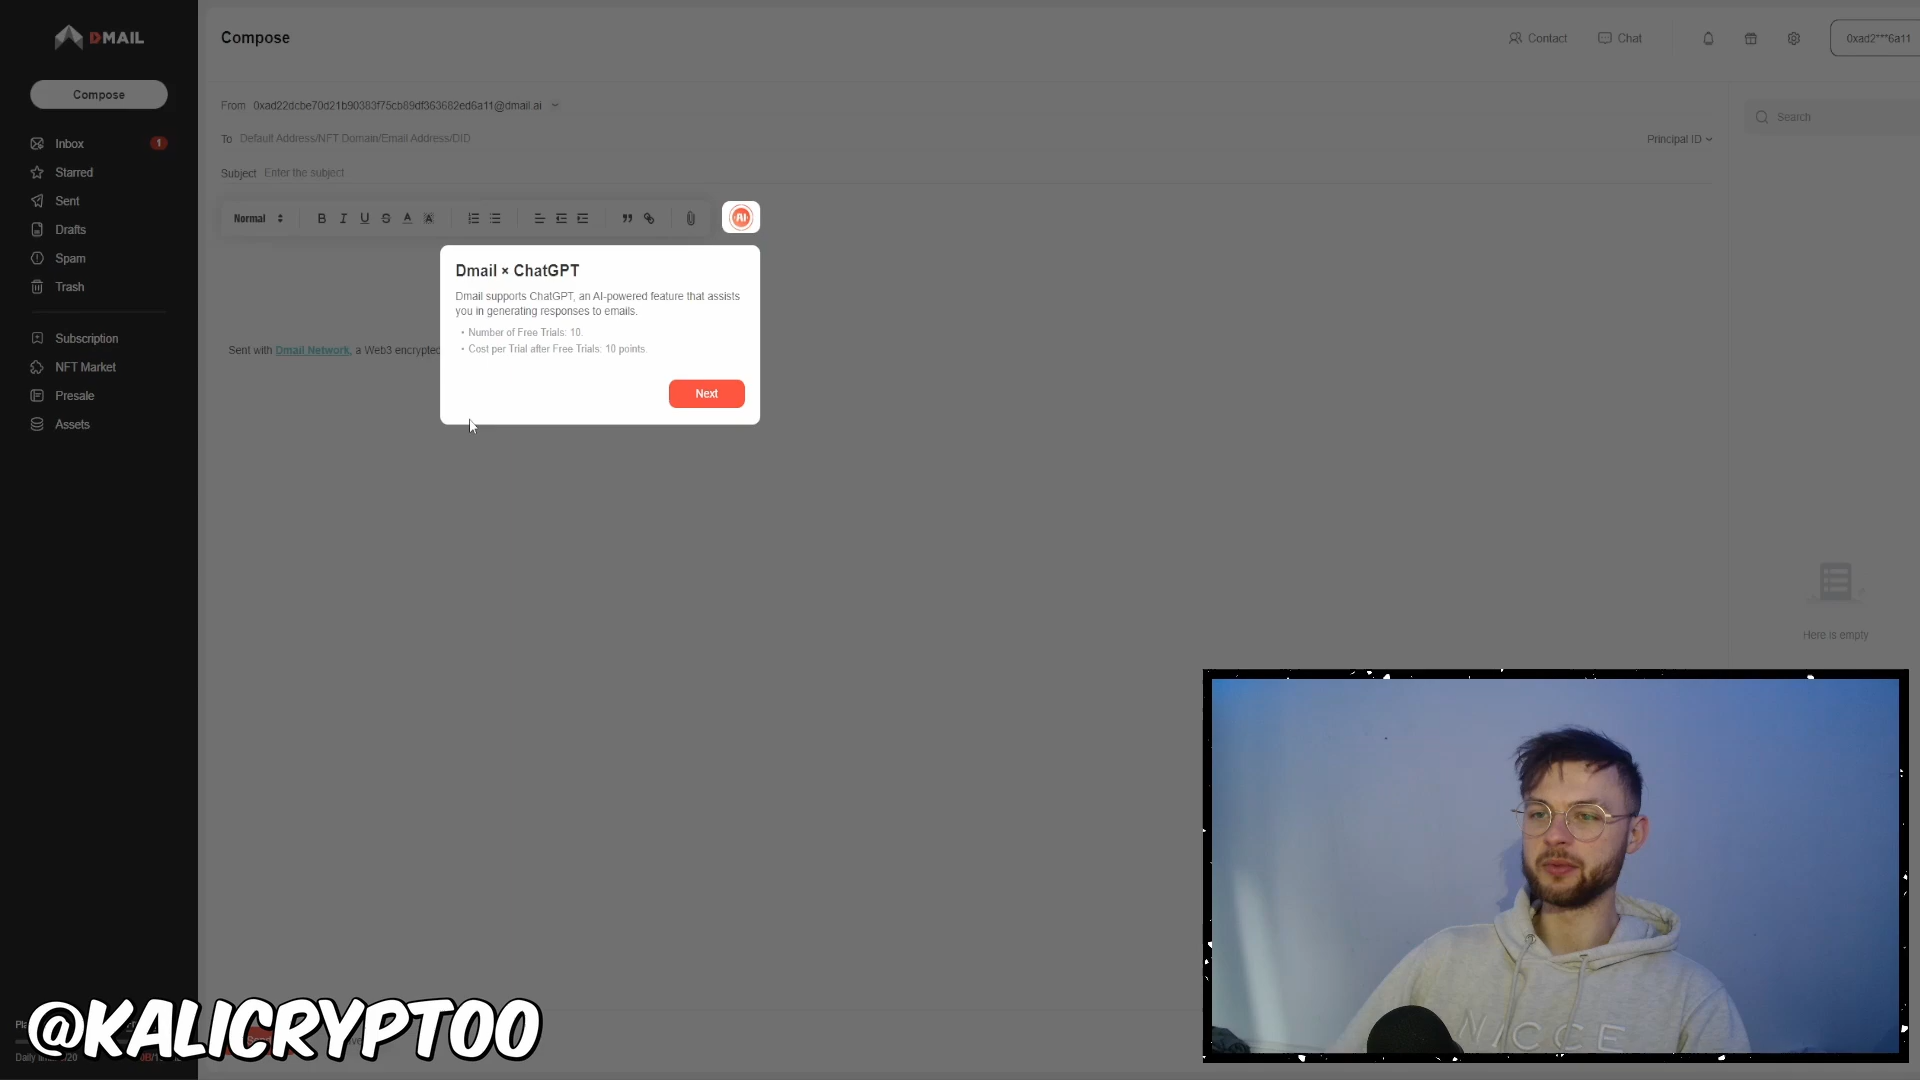 DMAIL
Compose
Inbox 1
Starred
Sent
Drafts
Spam
Trash
Subscription
NFT Market
Presale
Assets
Compose
Contact
Chat
0xad2***6a11
From 0xad22dcbe70d21b90383f75cb89df363682ed6a11@dmail.ai
To Default Address/NFT Domain/Email Address/DID
Principal ID
Subject Enter the subject
Search
Normal
B I U S A A
AI
Dmail × ChatGPT
Dmail supports ChatGPT, an AI-powered feature that assists
you in generating responses to emails.
• Number of Free Trials: 10.
• Cost per Trial after Free Trials: 10 points.
Next
Sent with Dmail Network, a Web3 encrypted
Here is empty
@KALICRYPTOO
NICCE